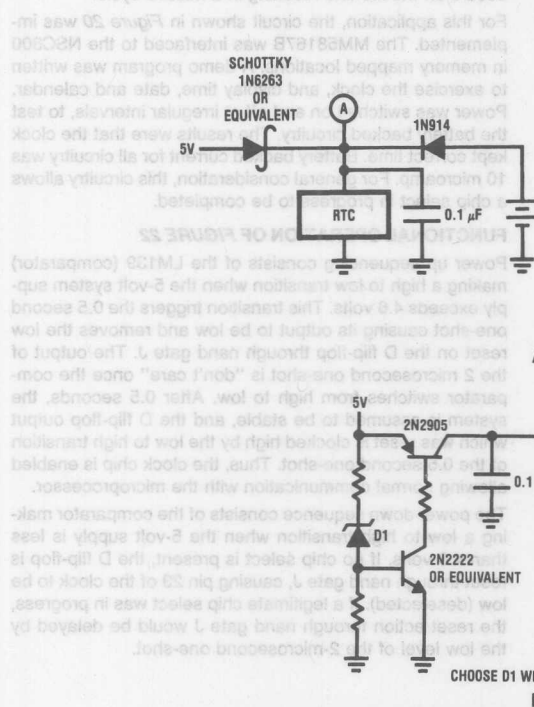 For this application, the circuit shown in Figure 20 was im-
plemented. The MM58167B was interfaced to the NSC800
in memory mapped location. A demo program was written
to exercise the clock, and display time, date and calendar.
Power was switched on and off at irregular intervals, to test
the battery backed circuitry. The results were that the clock
kept correct time. Battery backed current for all circuitry was
10 microamp. For general consideration, this circuitry allows
a chip select in progress to be completed.
FUNCTIONAL OPERATION OF FIGURE 22
Power up sequencing consists of the LM139 (comparator)
making a high to low transition when the 5-volt system sup-
ply exceeds 4.6 volts. This transition triggers the 0.5 second
one-shot causing its output to be low and removes the low
reset on the D flip-flop through nand gate J. The output of
the 2 microsecond one-shot is "don't care" once the com-
parator switches from high to low. After 0.5 seconds, the
system is assumed to be stable, and the D flip-flop output
which was reset is clocked high by the low to high transition
of the 0.5 second one-shot. Thus, the clock chip is enabled
allowing normal communication with the microprocessor.
The power down sequence consists of the comparator mak-
ing a low to high transition when the 5-volt supply is less
than volts. If no chip select is present, the D flip-flop is
reset through nand gate J, causing pin 23 of the clock to be
low (deselected). If a legitimate chip select was in progress,
the reset action through nand gate J would be delayed by
the low level of the 2-microsecond one-shot.
SCHOTTKY
1N6263
OR
EQUIVALENT
A
1N914
5V
RTC
0.1 µF
5V
2N2905
0.1
D1
2N2222
OR EQUIVALENT
CHOOSE D1